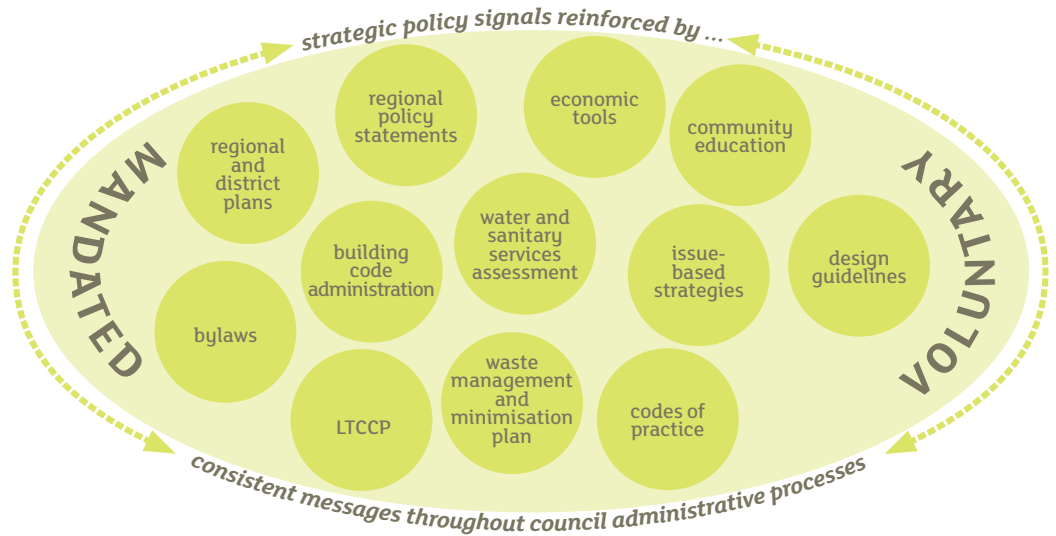 strategic policy signals reinforced by ...
MANDATED
VOLUNTARY
regional
policy
statements
economic
tools
community
education
regional
and
district
plans
building
code
administration
water and
sanitary
services
assessment
issue-
based
strategies
design
guidelines
bylaws
LTCCP
waste
management
and
minimisation
plan
codes of
practice
consistent messages throughout council administrative processes